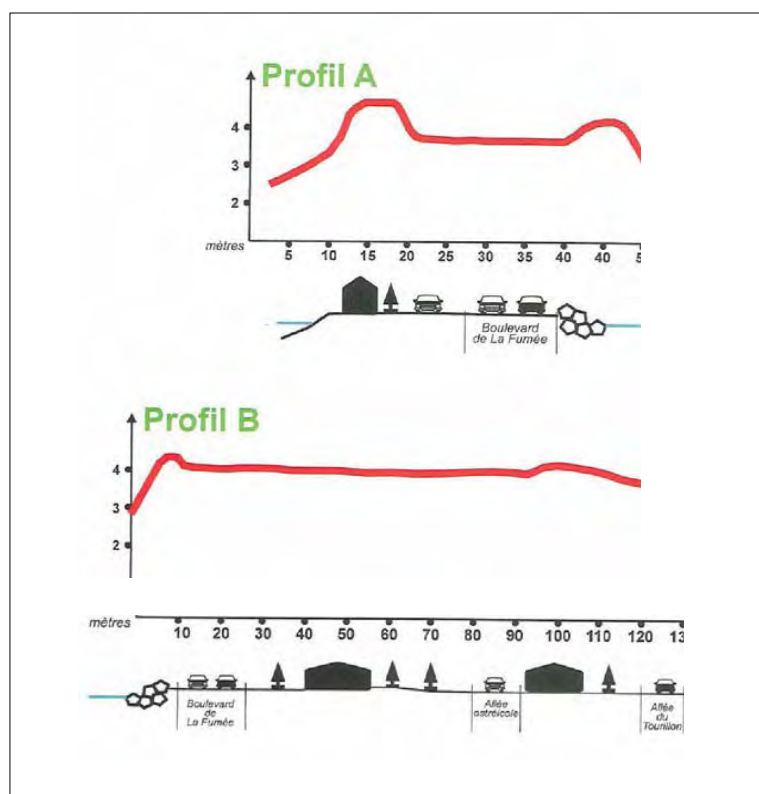 Profil A
4
3
2
mètres
5 10 15 20 25 30 35 40 40
Boulevard
de La Fumée
Profil B
4
3
2
mètres
10 20 30 40 50 60 70 80 90 100 110 120
Boulevard
de
La Fumée
Allée
ostréicole
Allée
du
Tourillon